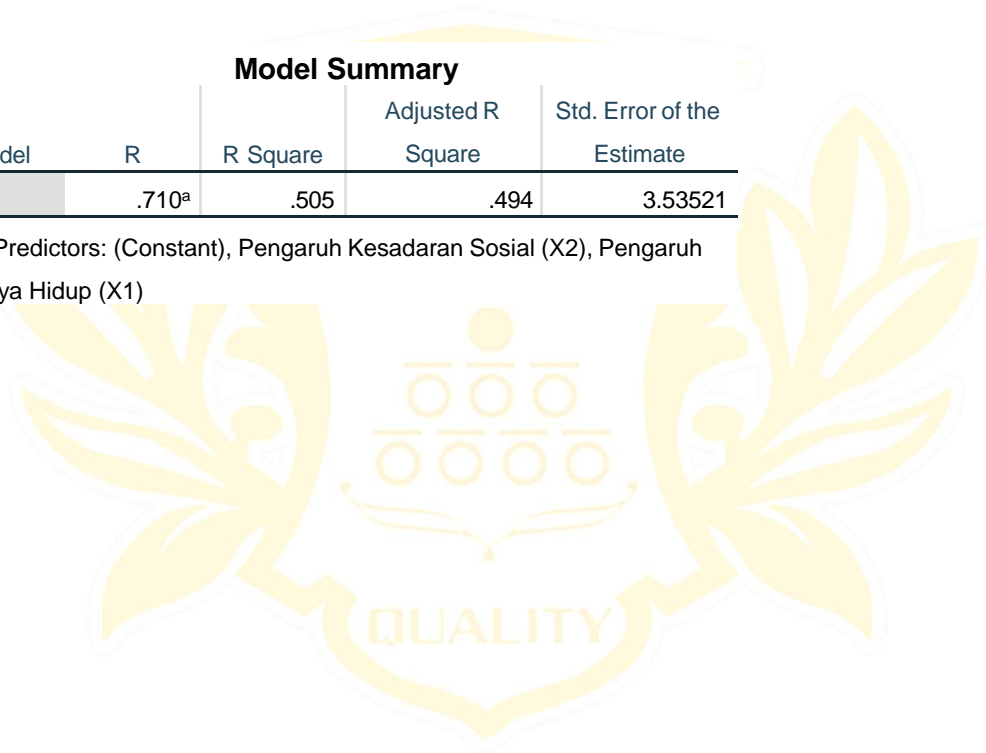 Model Summary
Adjusted R Std. Error of the
del R R Square Square Estimate
.710ᵃ .505 .494 3.53521
Predictors: (Constant), Pengaruh Kesadaran Sosial (X2), Pengaruh
ya Hidup (X1)
QUALITY